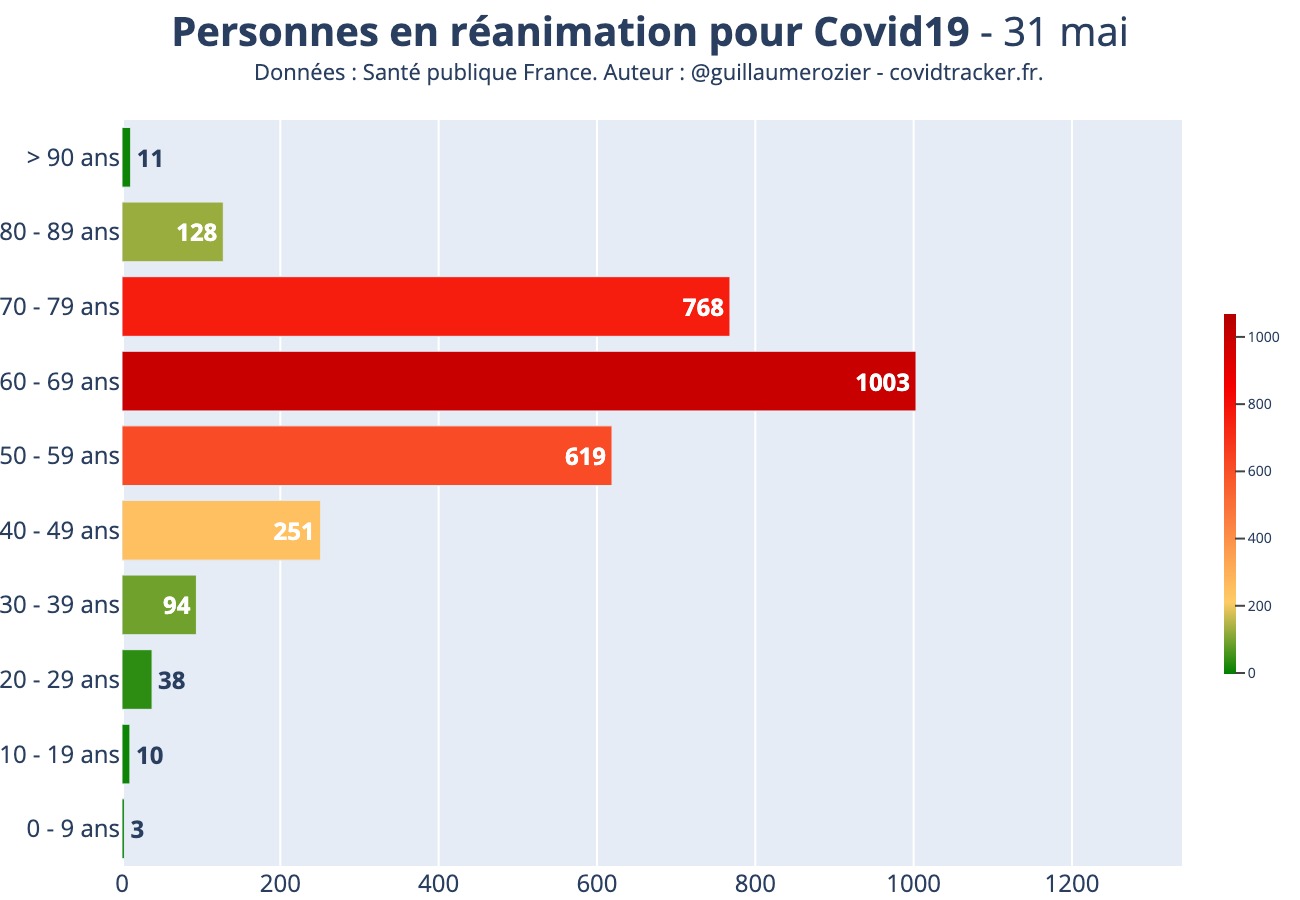 Personnes en réanimation pour Covid19 - 31 mai
Données : Santé publique France. Auteur : @guillaumerozier - covidtracker.fr.
> 90 ans 11
80 - 89 ans 128
70 - 79 ans 768
60 - 69 ans 1003
50 - 59 ans 619
40 - 49 ans 251
30 - 39 ans 94
20 - 29 ans 38
10 - 19 ans 10
0 - 9 ans 3
0 200 400 600 800 1000 1200
1000
800
600
400
200
0